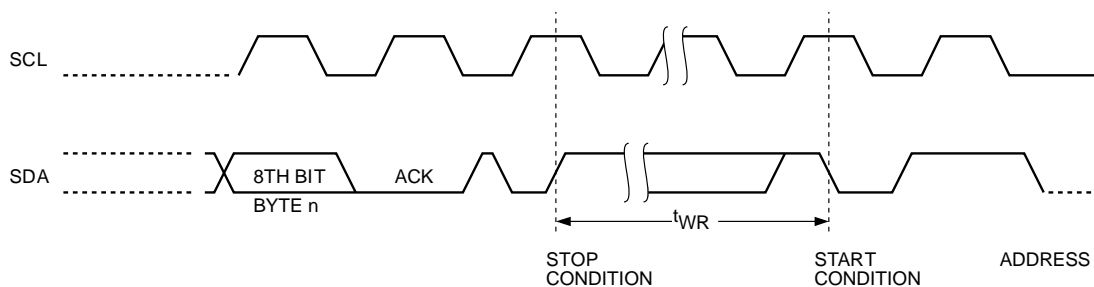 SCL
SDA
8TH BIT
ACK
BYTE n
tWR
STOP
CONDITION
START
CONDITION
ADDRESS